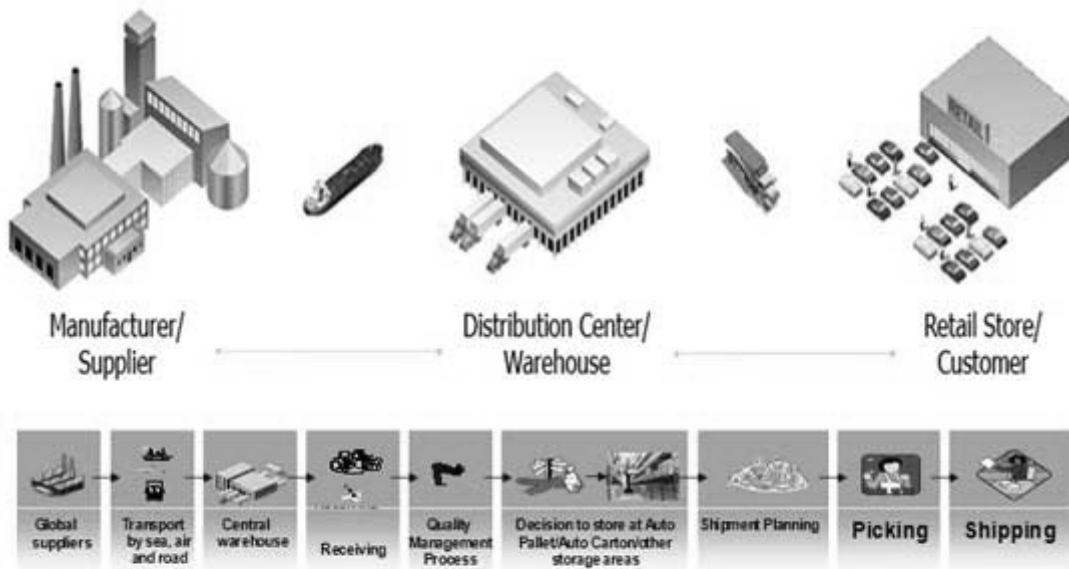 RETAIL
Manufacturer/
Supplier
Distribution Center/
Warehouse
Retail Store/
Customer
Global
suppliers
Transport
by sea, air
and road
Central
warehouse
Receiving
Quality
Management
Process
Decision to store at Auto
Pallet/Auto Carton/other
storage areas
Shipment Planning
Picking
Shipping